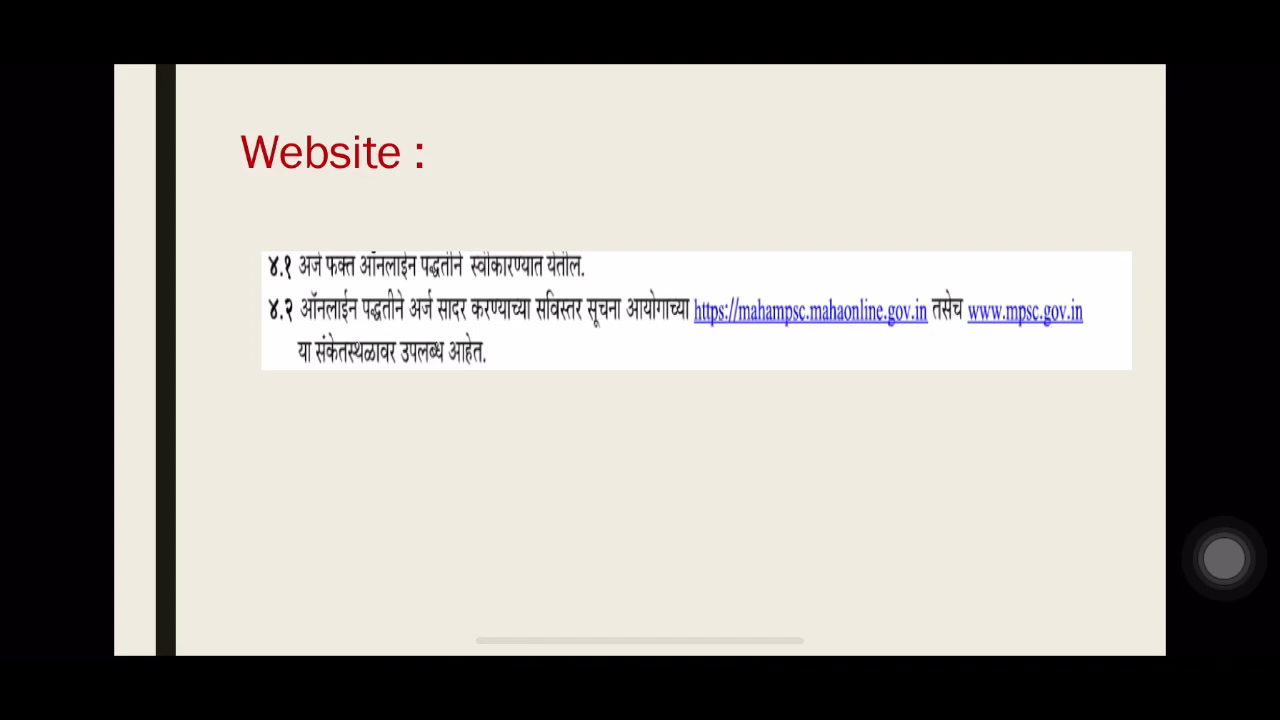 Website :
४.१ अर्ज फक्त ऑनलाईन पद्धतीने स्वीकारण्यात येतील.
४.२ ऑनलाईन पद्धतीने अर्ज सादर करण्याच्या सविस्तर सूचना आयोगाच्या https://mahampsc.mahaonline.gov.in तसेच www.mpsc.gov.in
या संकेतस्थळावर उपलब्ध आहेत.